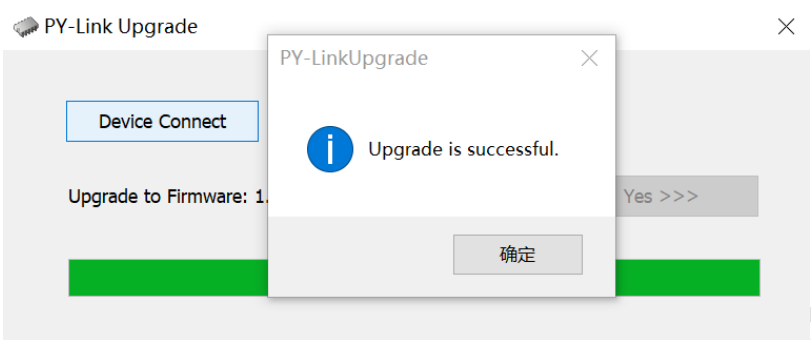 PY-Link Upgrade
PY-LinkUpgrade
Device Connect
Upgrade is successful.
Upgrade to Firmware: 1.
Yes >>>
确定